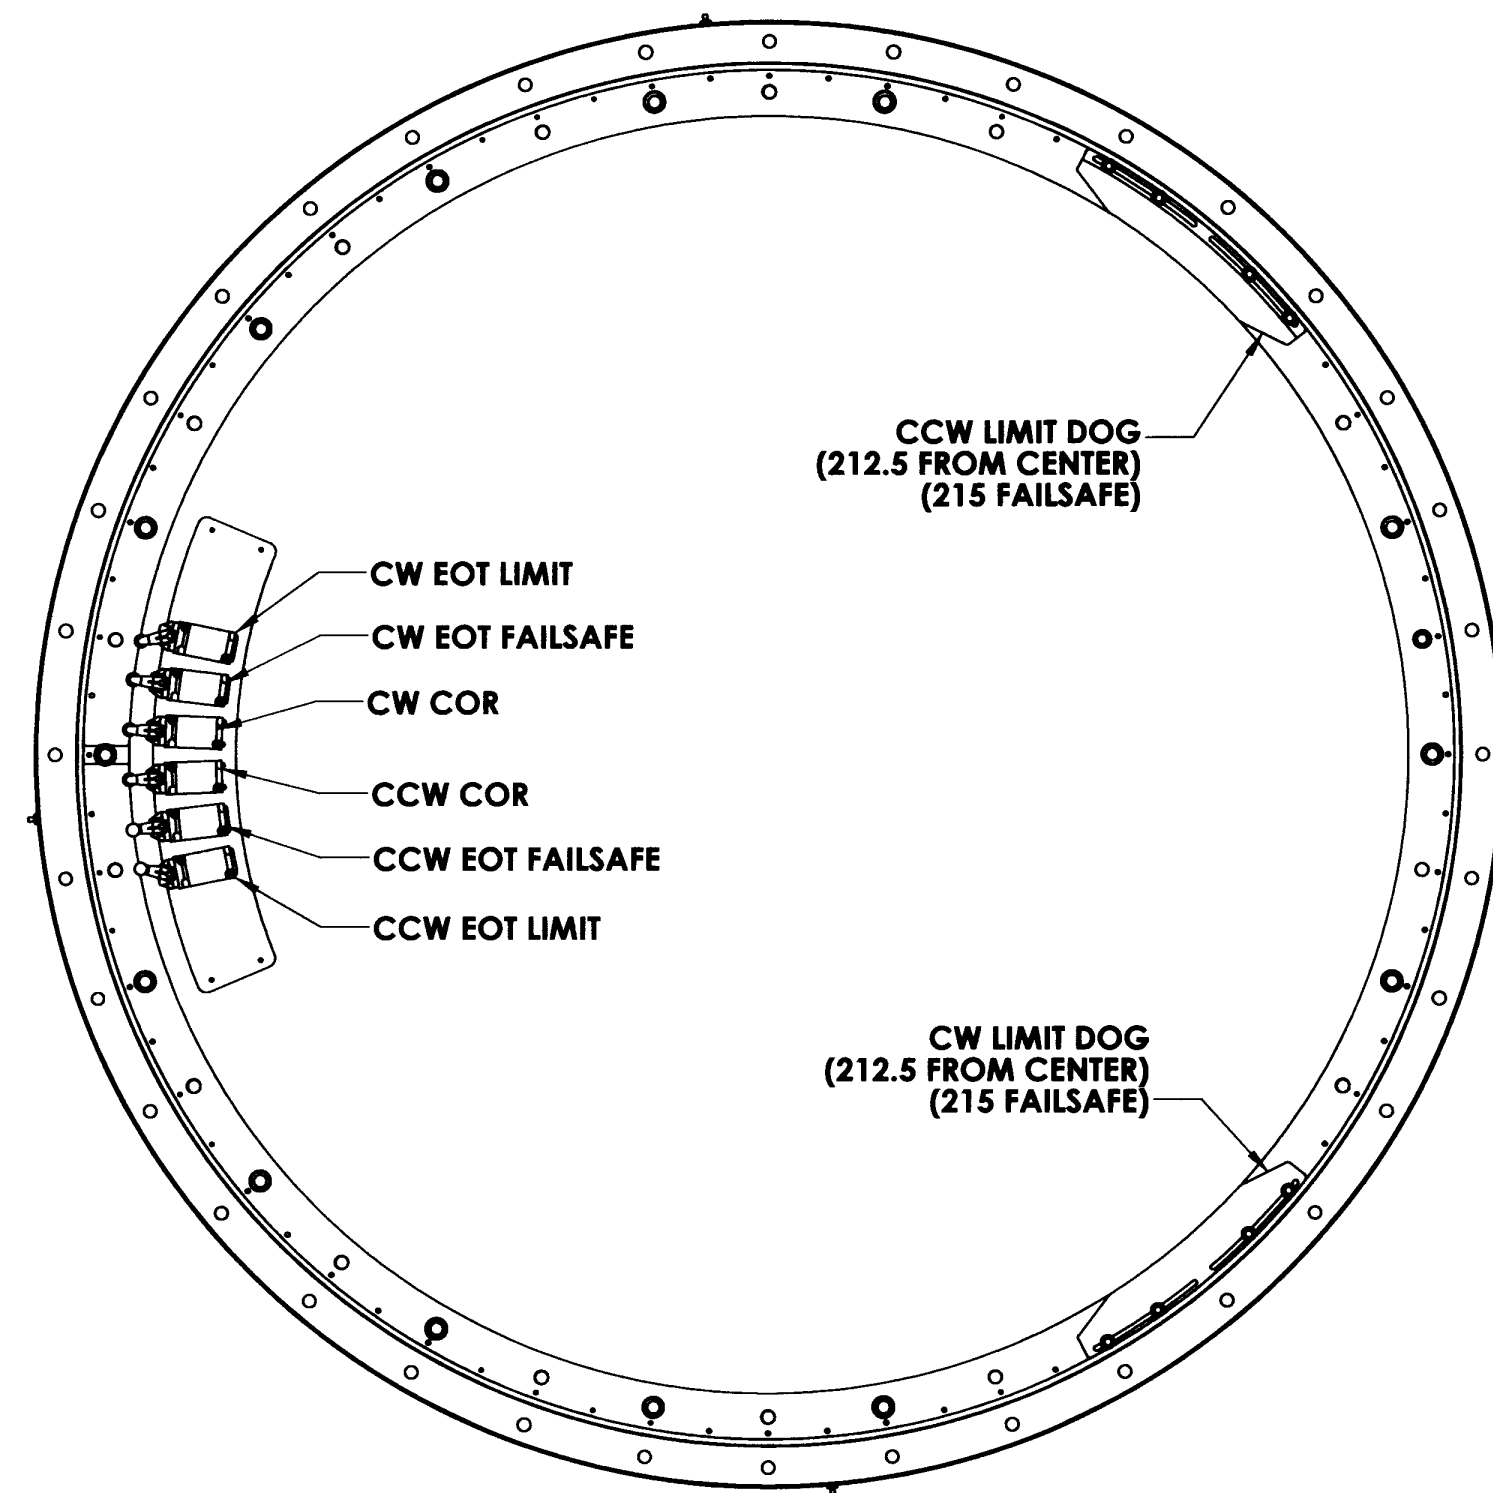 CCW LIMIT DOG
(212.5 FROM CENTER)
(215 FAILSAFE)
CW EOT LIMIT
CW EOT FAILSAFE
CW COR
CCW COR
CCW EOT FAILSAFE
CCW EOT LIMIT
CW LIMIT DOG
(212.5 FROM CENTER)
(215 FAILSAFE)